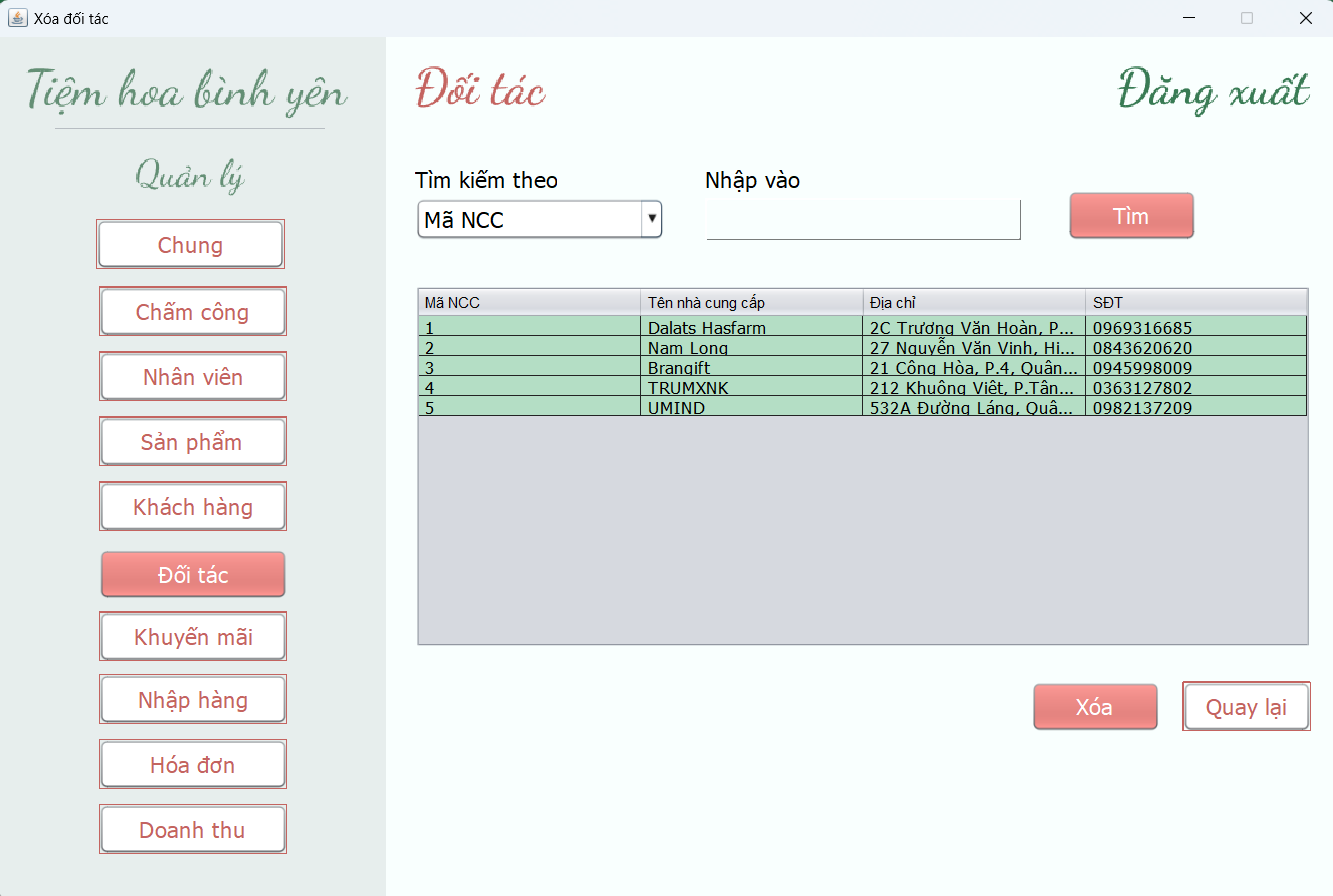 Xóa đối tác
Tiệm hoa bình yên
Quản lý
Chung
Chấm công
Nhân viên
Sản phẩm
Khách hàng
Đối tác
Khuyến mãi
Nhập hàng
Hóa đơn
Doanh thu
Đối tác
Đăng xuất
Tìm kiếm theo
Nhập vào
Mã NCC
Tìm
Mã NCC Tên nhà cung cấp Địa chỉ SĐT
1 Dalats Hasfarm 2C Trương Văn Hoàn, P... 0969316685
2 Nam Long 27 Nguyễn Văn Vinh, Hi... 0843620620
3 Brangift 21 Cộng Hòa, P.4, Quận... 0945998009
4 TRUMXNK 212 Khuông Việt, P.Tân... 0363127802
5 UMIND 532A Đường Láng, Quậ... 0982137209
Xóa
Quay lại